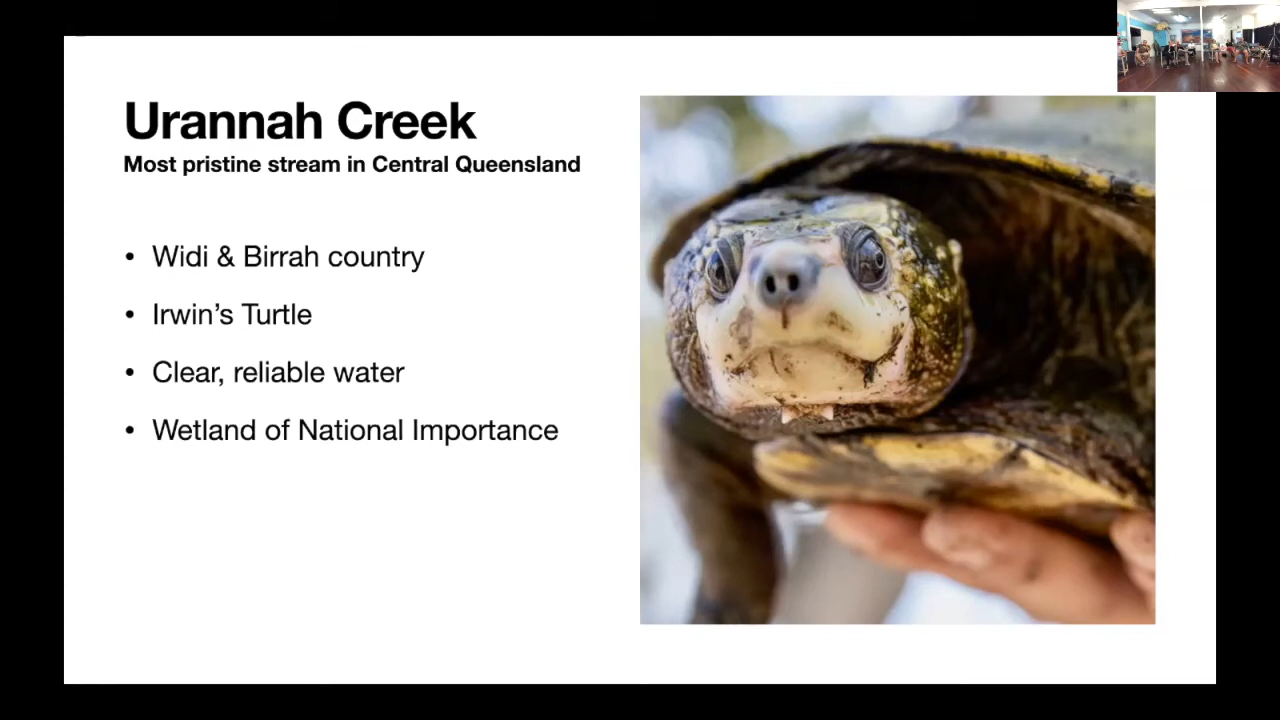 Urannah Creek
Most pristine stream in Central Queensland
• Widi & Birrah country
• Irwin’s Turtle
• Clear, reliable water
• Wetland of National Importance